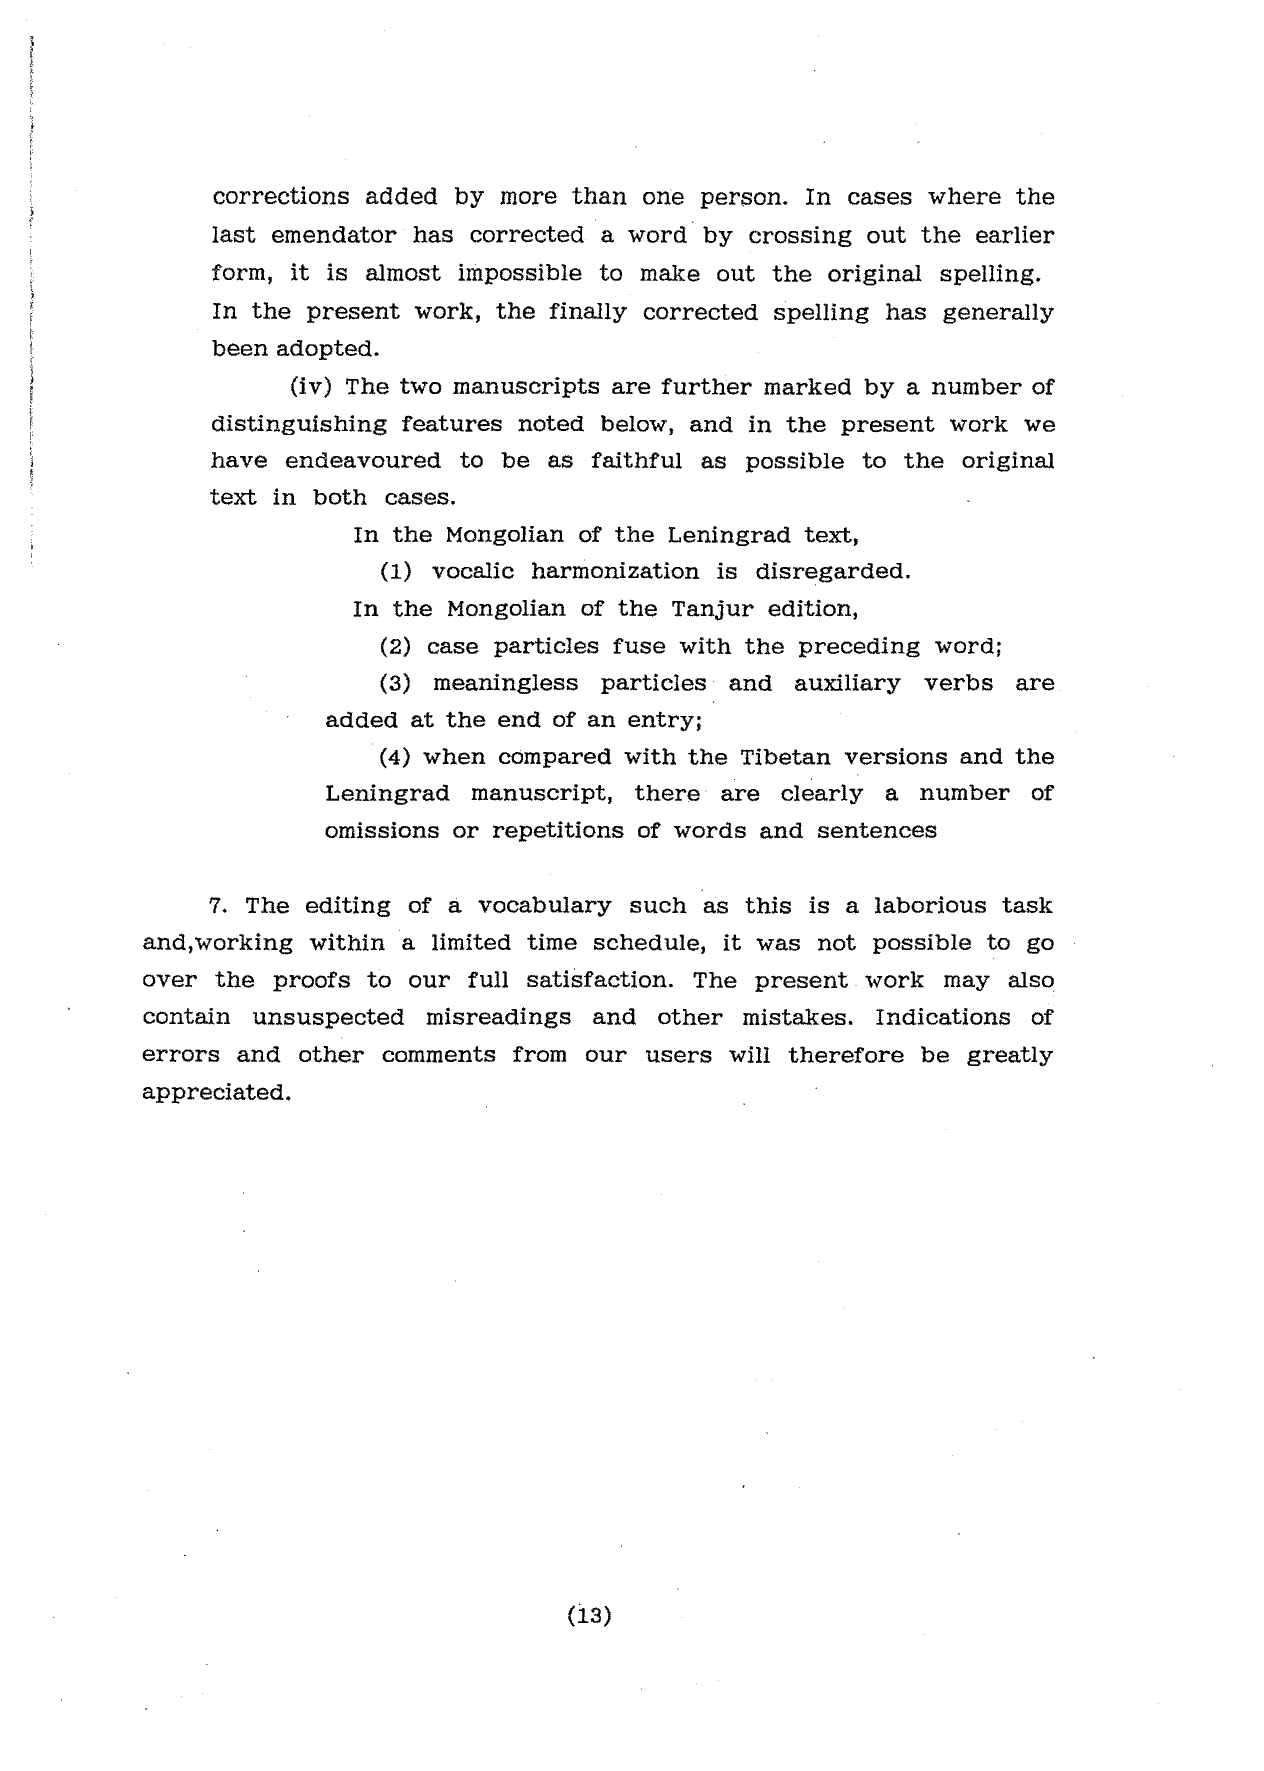 corrections added by more than one person. In cases where the
last emendator has corrected a word by crossing out the earlier
form, it is almost impossible to make out the original spelling.
In the present work, the finally corrected spelling has generally
been adopted.
(iv) The two manuscripts are further marked by a number of
distinguishing features noted below, and in the present work we
have endeavoured to be as faithful as possible to the original
text in both cases.
In the Mongolian of the Leningrad text,
(1) vocalic harmonization is disregarded.
In the Mongolian of the Tanjur edition,
(2) case particles fuse with the preceding word;
(3) meaningless particles and auxiliary verbs are
added at the end of an entry;
(4) when compared with the Tibetan versions and the
Leningrad manuscript, there are clearly a number of
omissions or repetitions of words and sentences
7. The editing of a vocabulary such as this is a laborious task
and,working within a limited time schedule, it was not possible to go
over the proofs to our full satisfaction. The present work may also
contain unsuspected misreadings and other mistakes. Indications of
errors and other comments from our users will therefore be greatly
appreciated.
(13)